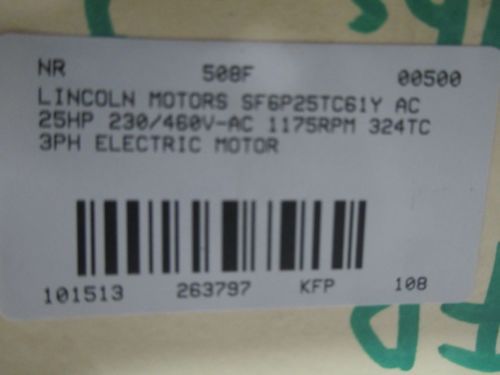 NR 508F 00500
LINCOLN MOTORS SF6P25TC61Y AC
25HP 230/460V-AC 1175RPM 324TC
3PH ELECTRIC MOTOR
101513 263797 KFP 108